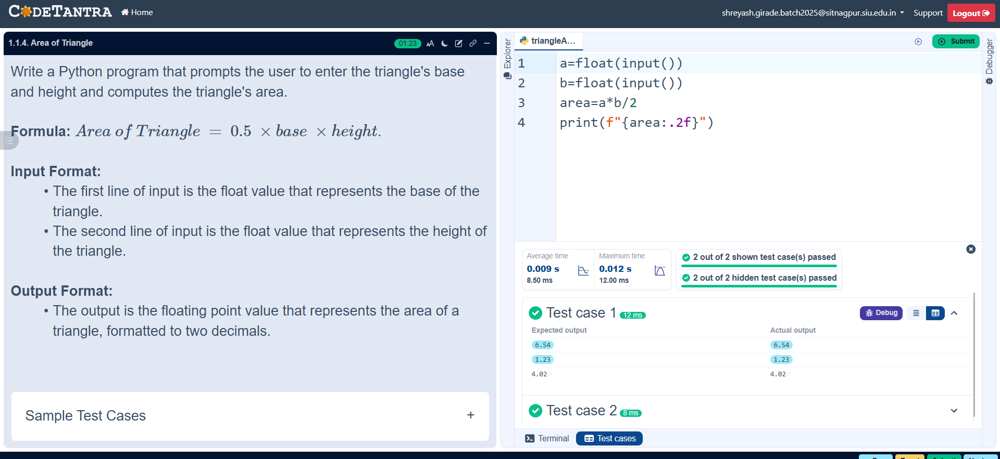 CODETANTRA
Home
shreyash.girade.batch2025@sitnagpur.siu.edu.in
Support
Logout
1.1.4. Area of Triangle
01:23
AA
Write a Python program that prompts the user to enter the triangle's base
and height and computes the triangle's area.
Formula: Area of Triangle = 0.5 × base × height.
Input Format:
• The first line of input is the float value that represents the base of the
triangle.
• The second line of input is the float value that represents the height of
the triangle.
Output Format:
• The output is the floating point value that represents the area of a
triangle, formatted to two decimals.
Sample Test Cases
+
Explorer
triangleA...
Submit
Debugger
1 a=float(input())
2 b=float(input())
3 area=a*b/2
4 print(f"{area:.2f}")
Average time
0.009 s
8.50 ms
Maximum time
0.012 s
12.00 ms
2 out of 2 shown test case(s) passed
2 out of 2 hidden test case(s) passed
Test case 1 12 ms
Debug
Expected output
Actual output
6.54
6.54
1.23
1.23
4.02
4.02
Test case 2 8 ms
Terminal
Test cases